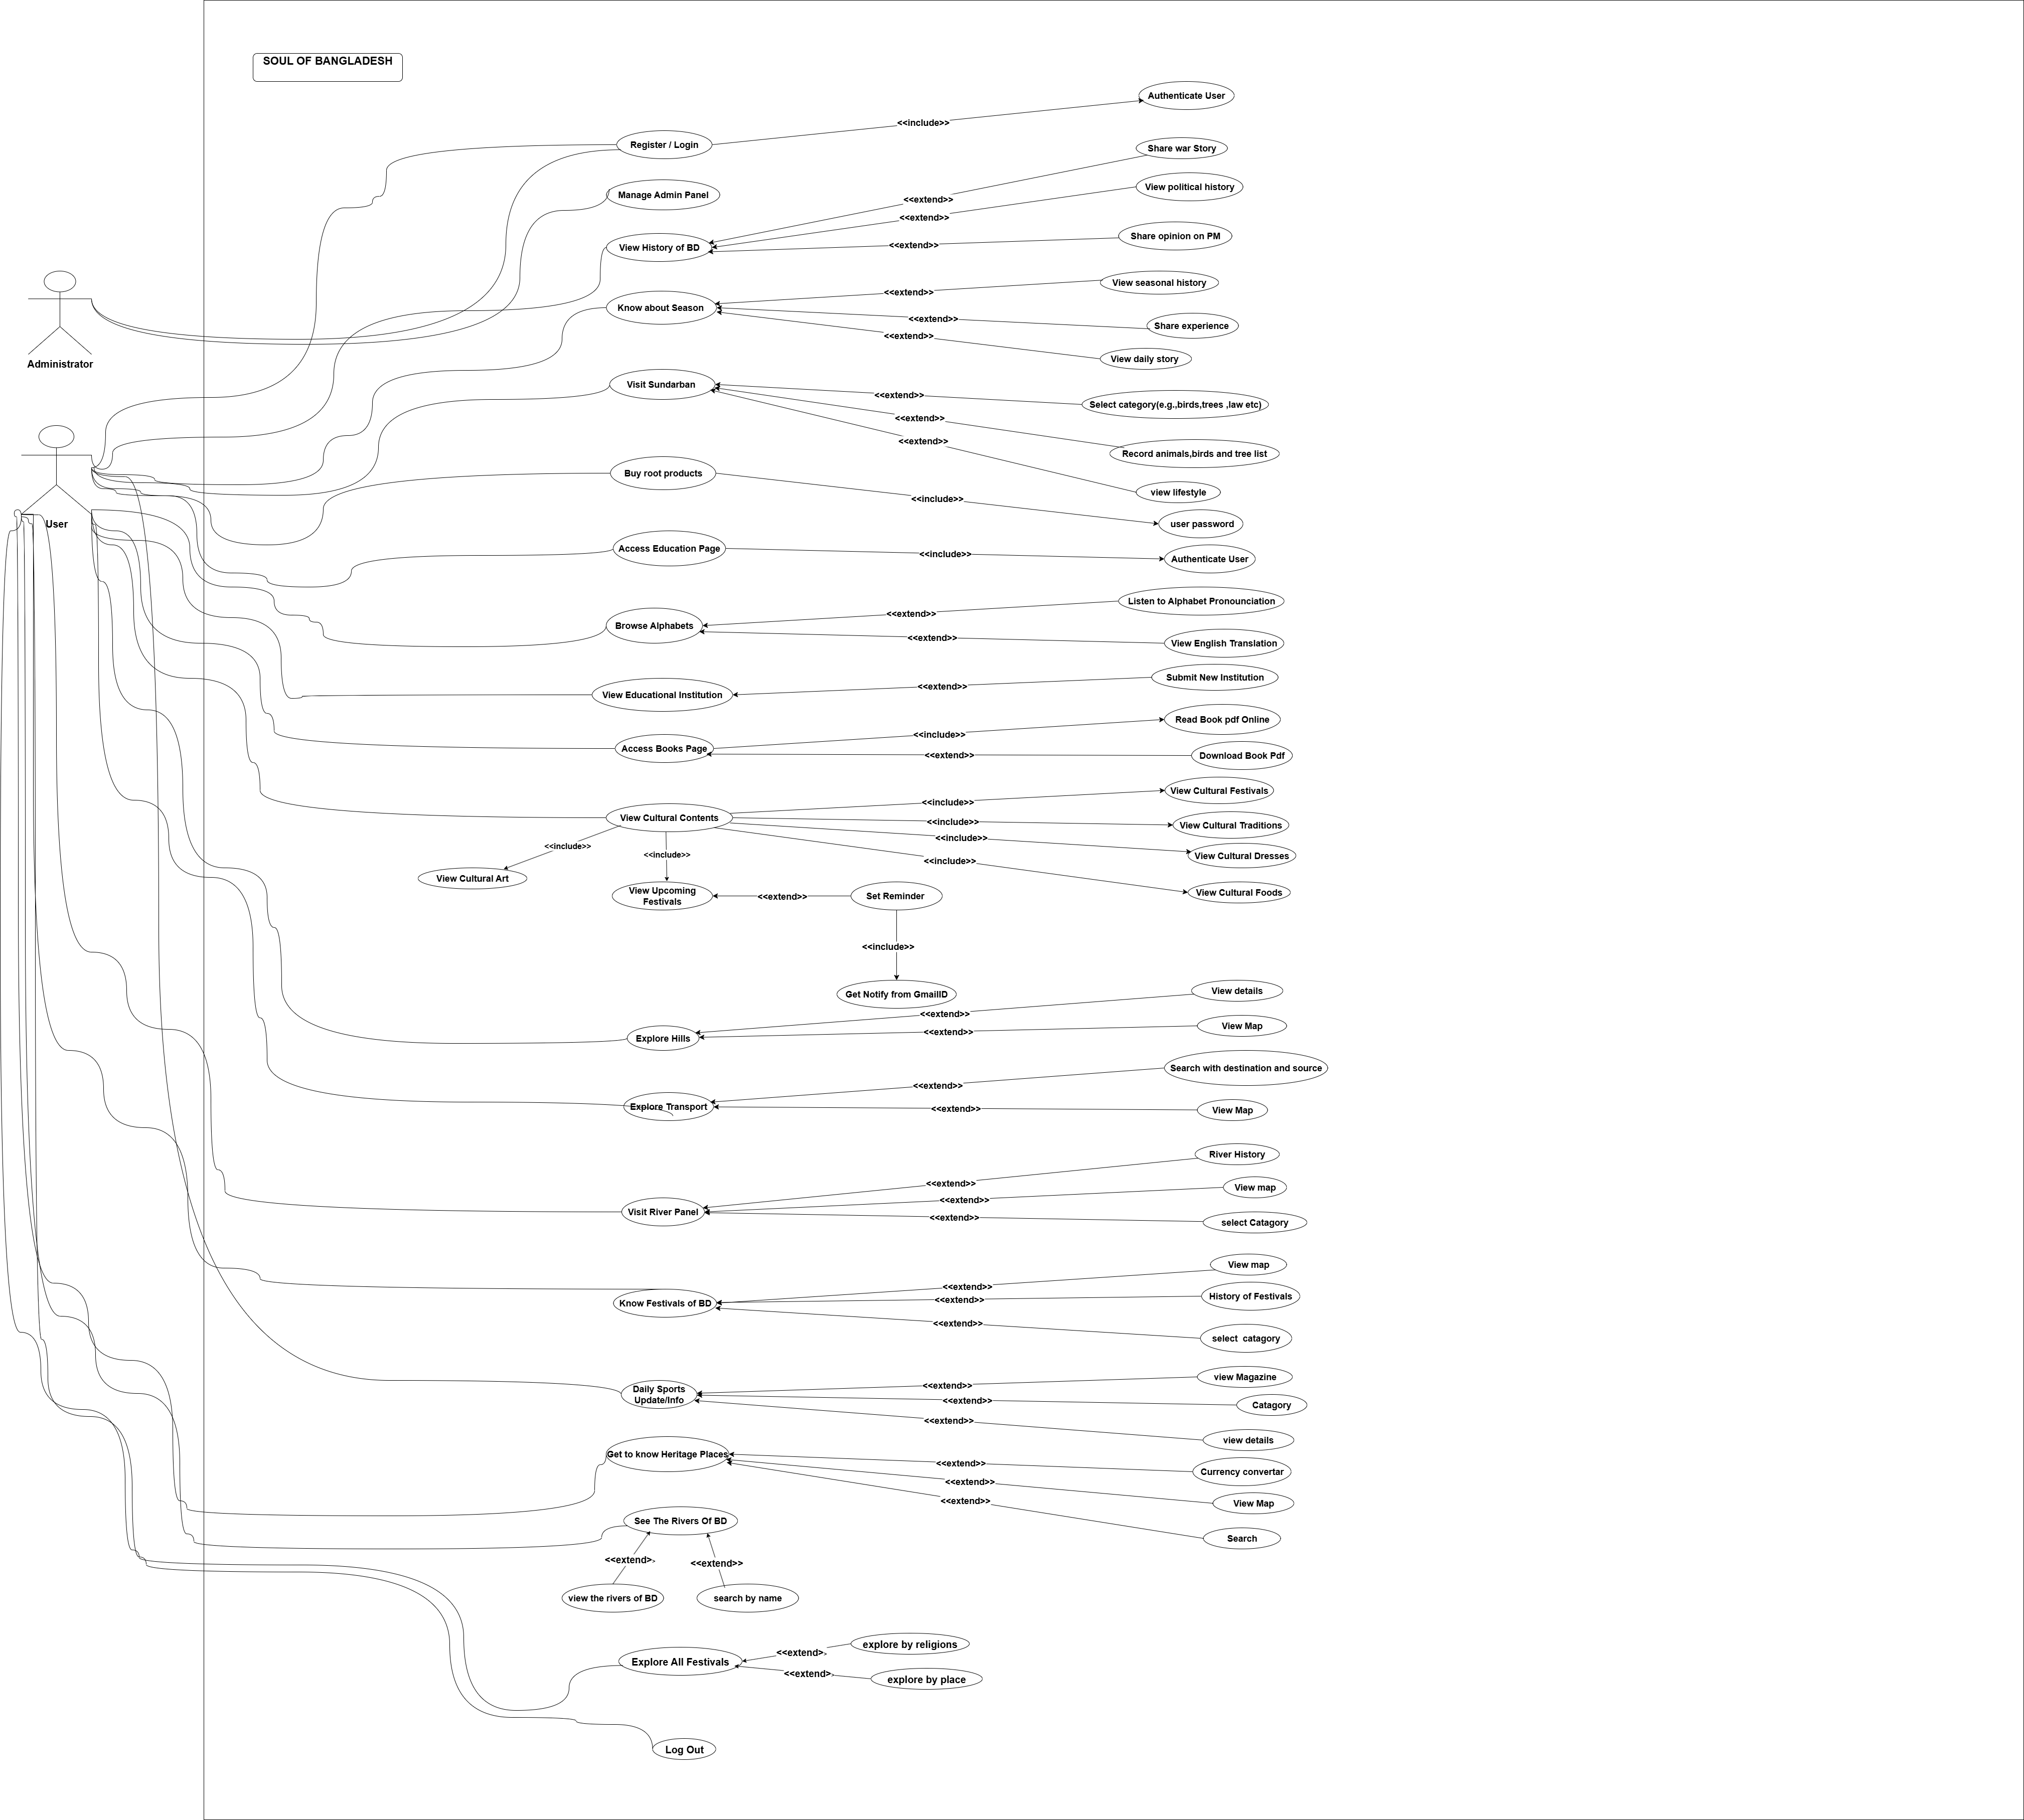 SOUL OF BANGLADESH
Authenticate User
<<include>>
Register / Login
Share war Story
View political history
Manage Admin Panel
<<extend>>
<<extend>>
Share opinion on PM
<<extend>>
View History of BD
View seasonal history
<<extend>>
Know about Season
<<extend>>
Share experience
<<extend>>
View daily story
Administrator
Visit Sundarban
<<extend>>
Select category(e.g.,birds,trees ,law etc)
<<extend>>
<<extend>>
Record animals,birds and tree list
Buy root products
view lifestyle
<<include>>
user password
User
Access Education Page
<<include>>
Authenticate User
Listen to Alphabet Pronounciation
<<extend>>
Browse Alphabets
<<extend>>
View English Translation
Submit New Institution
<<extend>>
View Educational Institution
Read Book pdf Online
<<include>>
Access Books Page
<<extend>>
Download Book Pdf
View Cultural Festivals
<<include>>
View Cultural Contents
<<include>>
View Cultural Traditions
<<include>>
<<include>>
<<include>>
View Cultural Dresses
<<include>>
View Cultural Art
View Upcoming
Festivals
<<extend>>
Set Reminder
View Cultural Foods
<<include>>
Get Notify from GmailID
View details
<<extend>>
View Map
<<extend>>
Explore Hills
Search with destination and source
<<extend>>
Explore Transport
<<extend>>
View Map
River History
<<extend>>
View map
<<extend>>
Visit River Panel
<<extend>>
select Catagory
View map
<<extend>>
History of Festivals
<<extend>>
Know Festivals of BD
<<extend>>
select  catagory
view Magazine
<<extend>>
Daily Sports
Update/Info
<<extend>>
Catagory
<<extend>>
view details
Get to know Heritage Places
<<extend>>
Currency convertar
<<extend>>
View Map
<<extend>>
See The Rivers Of BD
Search
<<extend>>
<<extend>>
view the rivers of BD
search by name
explore by religions
<<extend>>
Explore All Festivals
<<extend>>
explore by place
Log Out